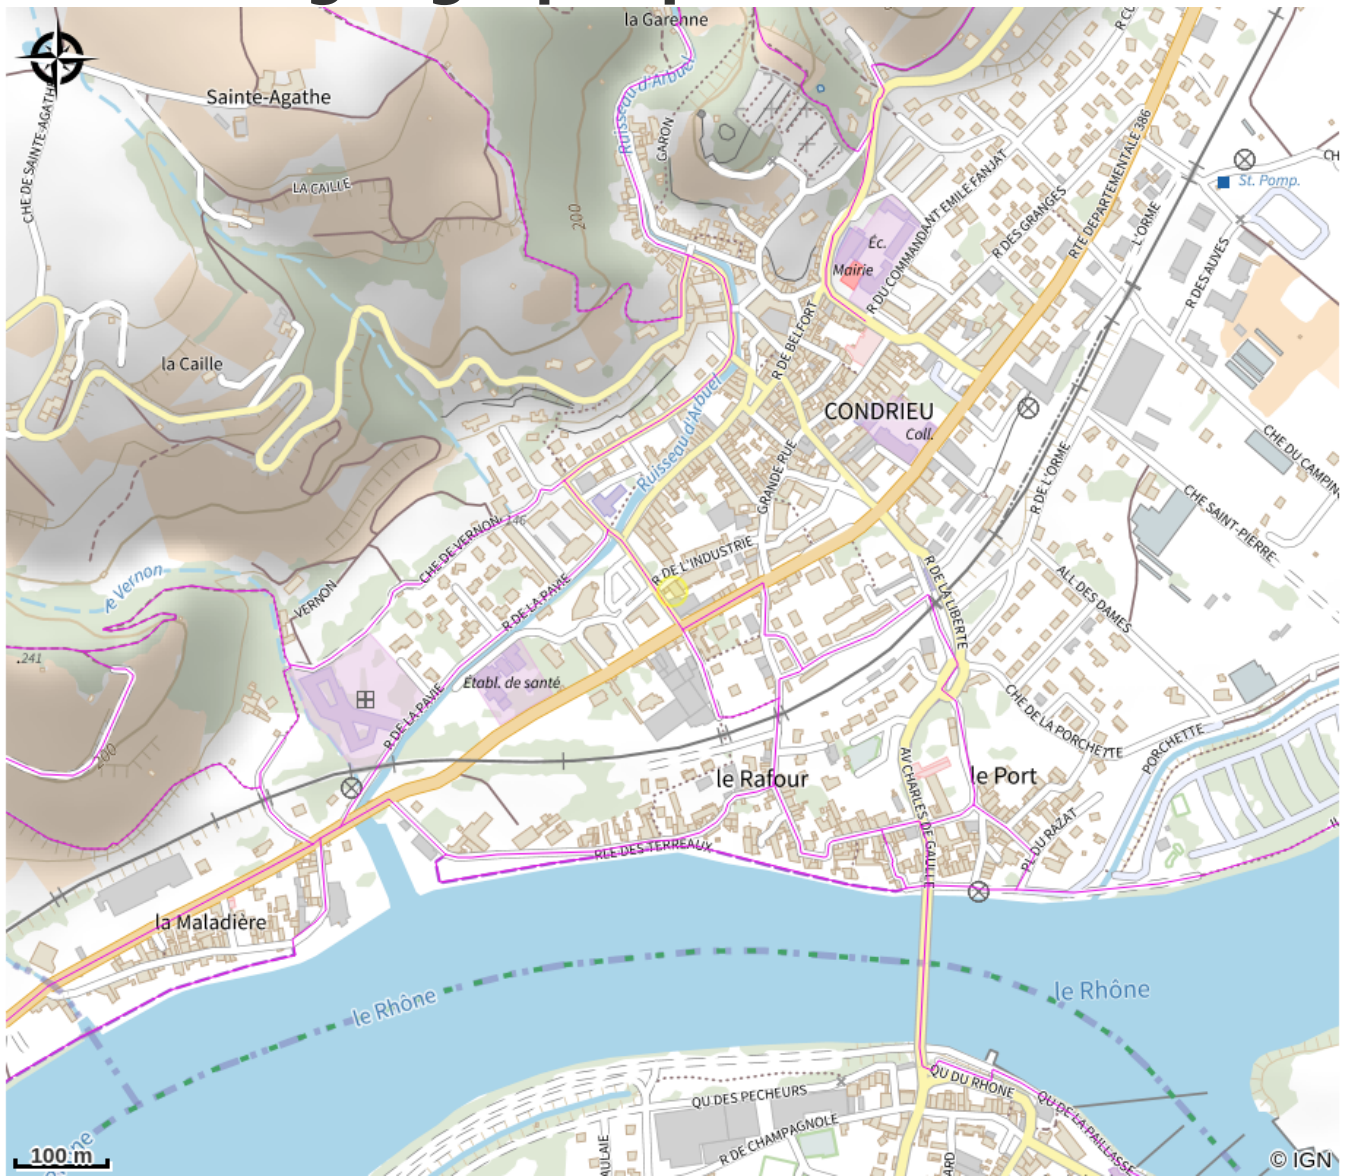 la Garenne
Ruisseau d'Arbuel
Sainte-Agathe
CHE DE SAINTE-AGATHE
LA CAILLE
GARON
200
la Caille
Éc.
Mairie
R DU COMMANDANT EMILE FANJAT
R DES GRANGES
RTE DEPARTEMENTALE 386
L'ORME
R DES AUVES
St. Pomp.
CH
R DE BELFORT
CONDRIEU
Coll.
Ruisseau d'Arbuel
GRANDE RUE
R DE L'ORME
CHE DU CAMPING
CHE SAINT-PIERRE
146
CHE DE VERNON
R DE L'INDUSTRIE
R DE LA PAVIE
VERNON
e Vernon
R DE LA LIBERTE
ALL DES DAMES
.241
200
Établ. de santé
R DE LA PAVIE
CHE DE LA PORCHETTE
PORCHETTE
le Rafour
le Port
AV CHARLES DE GAULLE
PL DU RAZAT
RLE DES TERREAUX
la Maladière
le Rhône
le Rhône
QU DU RHÔNE
QU DES PECHEURS
QU DE LA PAILLASSE
R DE CHAMPAGNOLE
100 m
© IGN